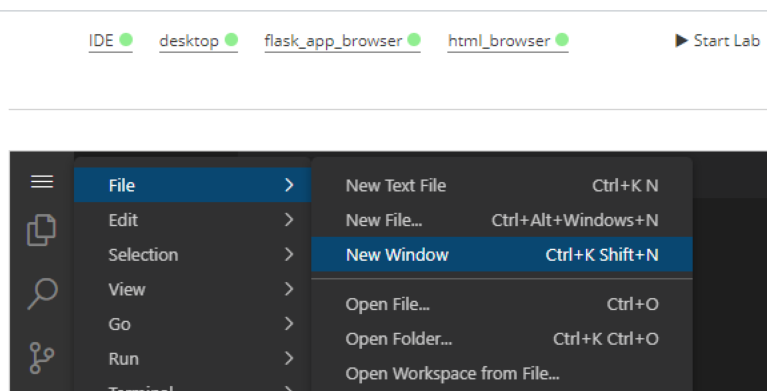 IDE desktop flask_app_browser html_browser Start Lab
File New Text File Ctrl+K N
Edit New File... Ctrl+Alt+Windows+N
Selection New Window Ctrl+K Shift+N
View
Open File... Ctrl+O
Go
Open Folder... Ctrl+K Ctrl+O
Run
Open Workspace from File...
Terminal